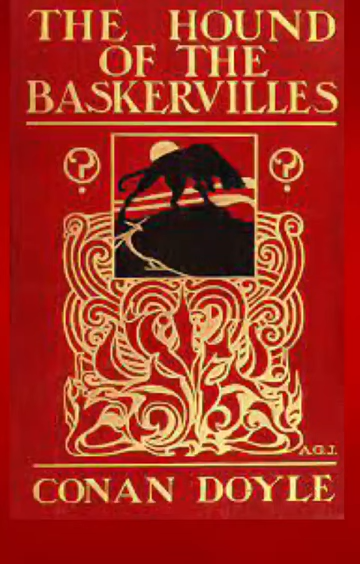 THE HOUND
OF THE
BASKERVILLES
? ?
A.G.J.
CONAN DOYLE